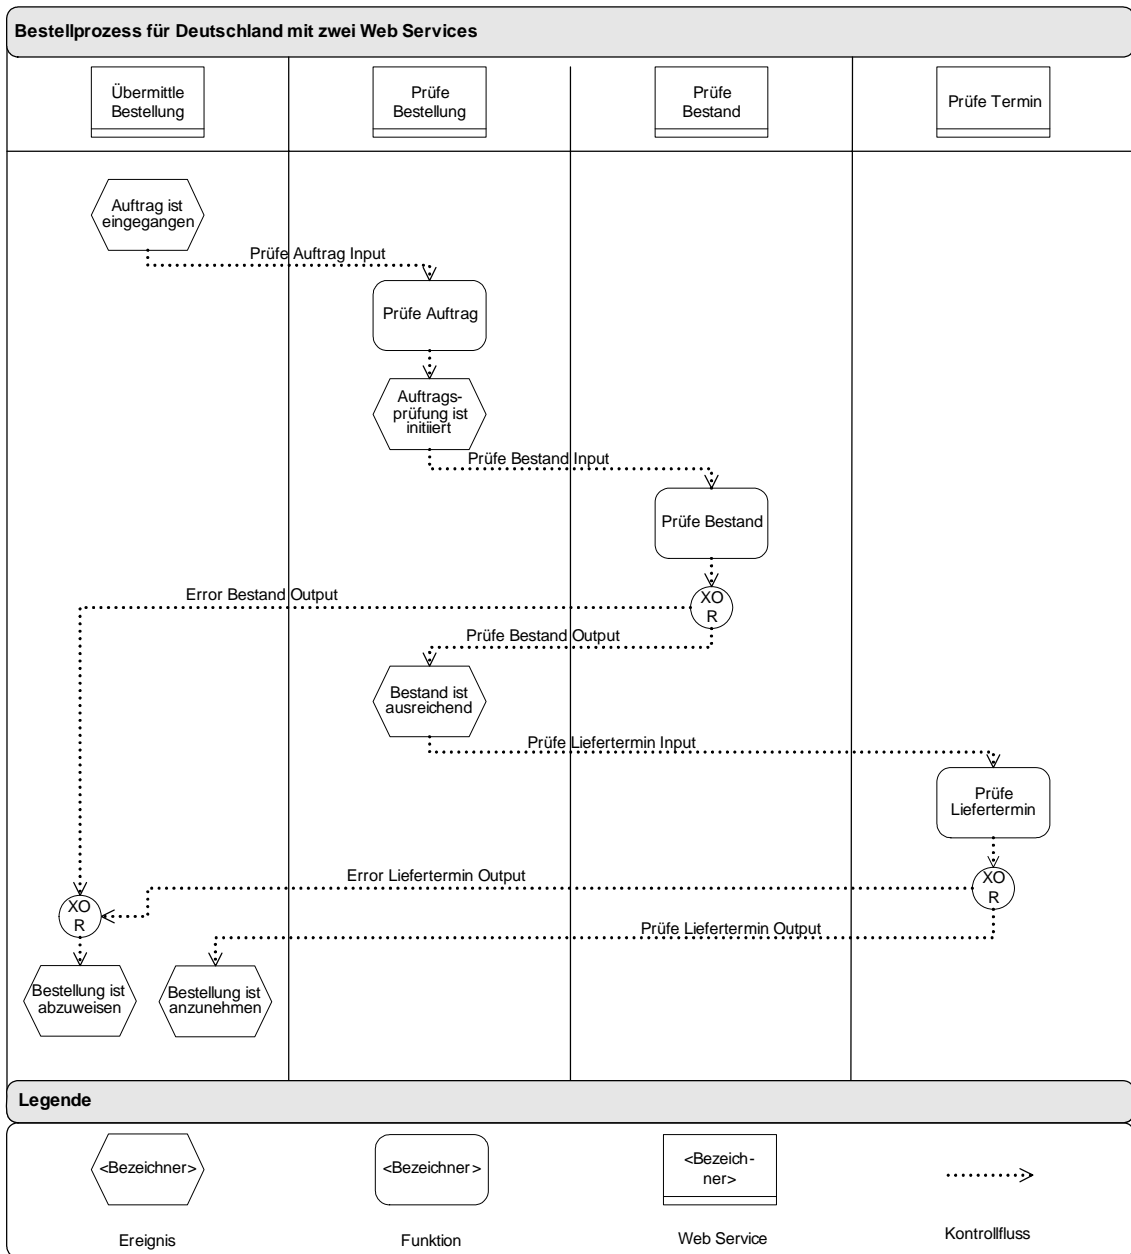 Bestellprozess für Deutschland mit zwei Web Services
Übermittle
Bestellung
Prüfe
Bestellung
Prüfe
Bestand
Prüfe Termin
Auftrag ist
eingegangen
Prüfe Auftrag Input
Prüfe Auftrag
Auftrags-
prüfung ist
initiiert
Prüfe Bestand Input
Prüfe Bestand
XO
R
Error Bestand Output
Prüfe Bestand Output
Bestand ist
ausreichend
Prüfe Liefertermin Input
Prüfe
Liefertermin
Error Liefertermin Output
XO
R
XO
R
Prüfe Liefertermin Output
Bestellung ist
abzuweisen
Bestellung ist
anzunehmen
Legende
<Bezeichner>
<Bezeichner>
<Bezeich-
ner>
Ereignis
Funktion
Web Service
Kontrollfluss